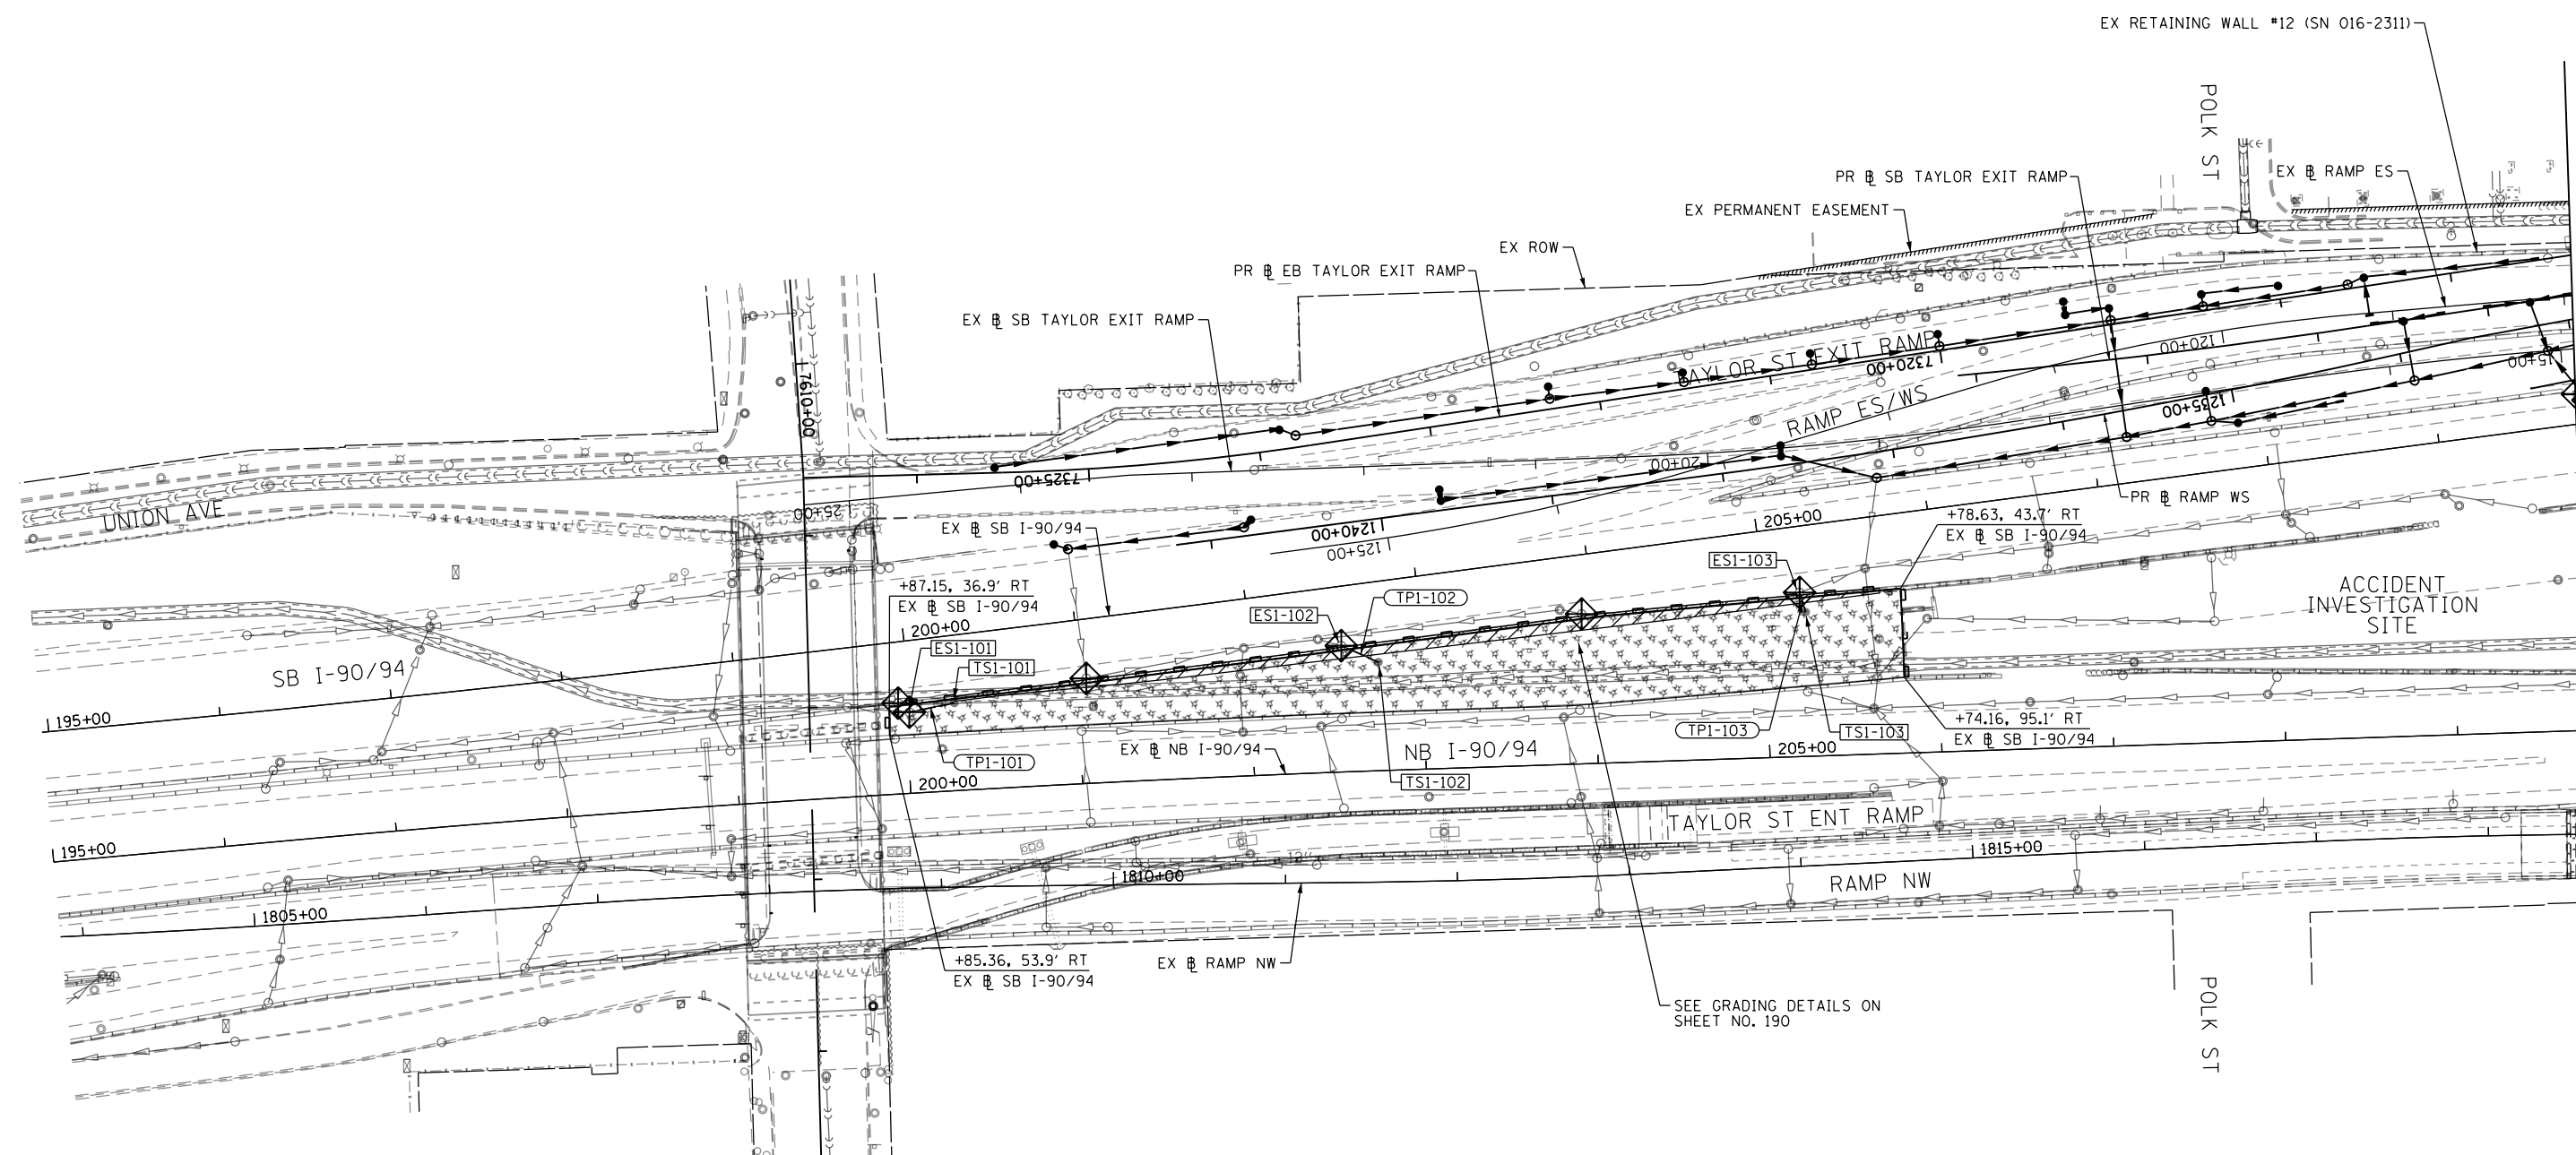 EX RETAINING WALL #12 (SN 016-2311)
POLK ST
PR ⅊ SB TAYLOR EXIT RAMP
EX ⅊ RAMP ES
EX PERMANENT EASEMENT
EX ROW
PR ⅊ EB TAYLOR EXIT RAMP
EX ⅊ SB TAYLOR EXIT RAMP
TAYLOR ST EXIT RAMP
7320+00
120+00
15+00
7610+00
RAMP ES/WS
1235+00
20+00
7325+00
PR ⅊ RAMP WS
25+00
UNION AVE
EX ⅊ SB I-90/94
1240+00
125+00
205+00
+78.63, 43.7' RT
EX ⅊ SB I-90/94
ES1-103
+87.15, 36.9' RT
EX ⅊ SB I-90/94
TP1-102
ES1-102
ACCIDENT
INVESTIGATION
SITE
200+00
ES1-101
TS1-101
SB I-90/94
195+00
TP1-103
TS1-103
+74.16, 95.1' RT
EX ⅊ SB I-90/94
TP1-101
EX ⅊ NB I-90/94
NB I-90/94
205+00
TS1-102
200+00
TAYLOR ST ENT RAMP
195+00
12"
1815+00
1810+00
RAMP NW
1805+00
+85.36, 53.9' RT
EX ⅊ SB I-90/94
EX ⅊ RAMP NW
SEE GRADING DETAILS ON
SHEET NO. 190
POLK ST